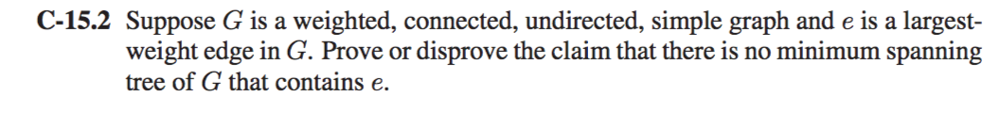 C-15.2 Suppose G is a weighted, connected, undirected, simple graph and e is a largest-
weight edge in G. Prove or disprove the claim that there is no minimum spanning
tree of G that contains e.